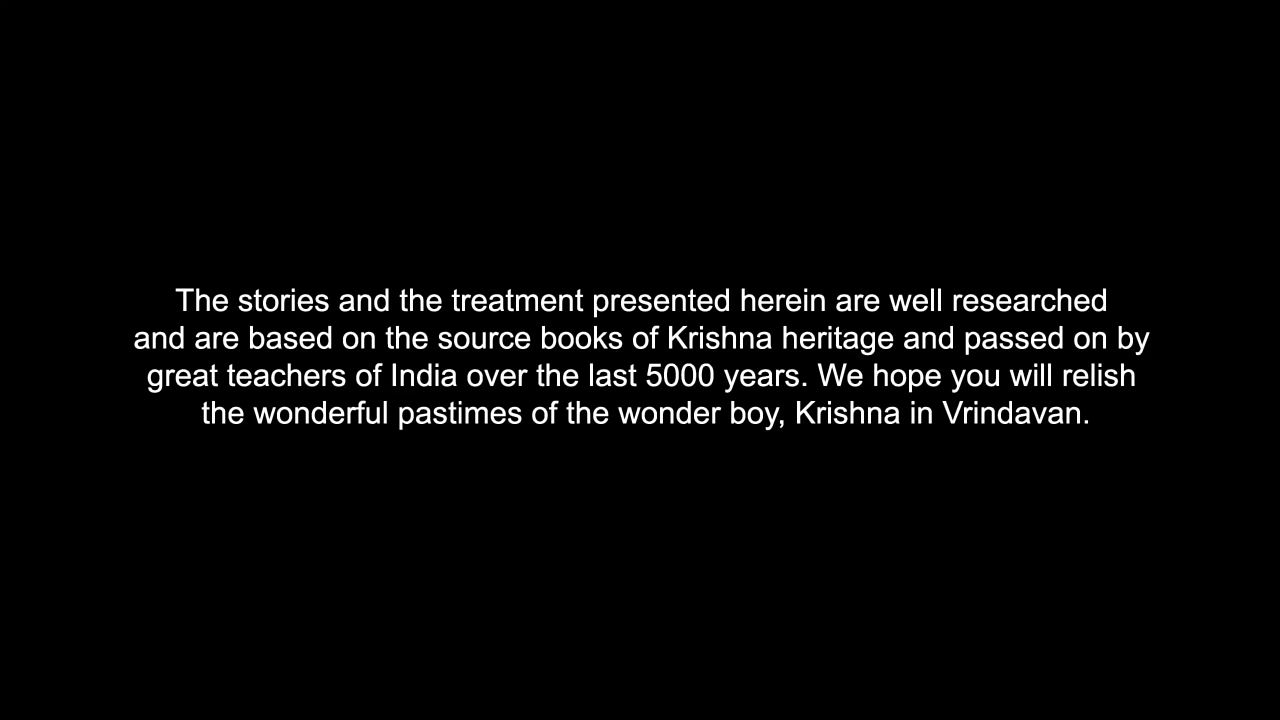 The stories and the treatment presented herein are well researched
and are based on the source books of Krishna heritage and passed on by
great teachers of India over the last 5000 years. We hope you will relish
the wonderful pastimes of the wonder boy, Krishna in Vrindavan.